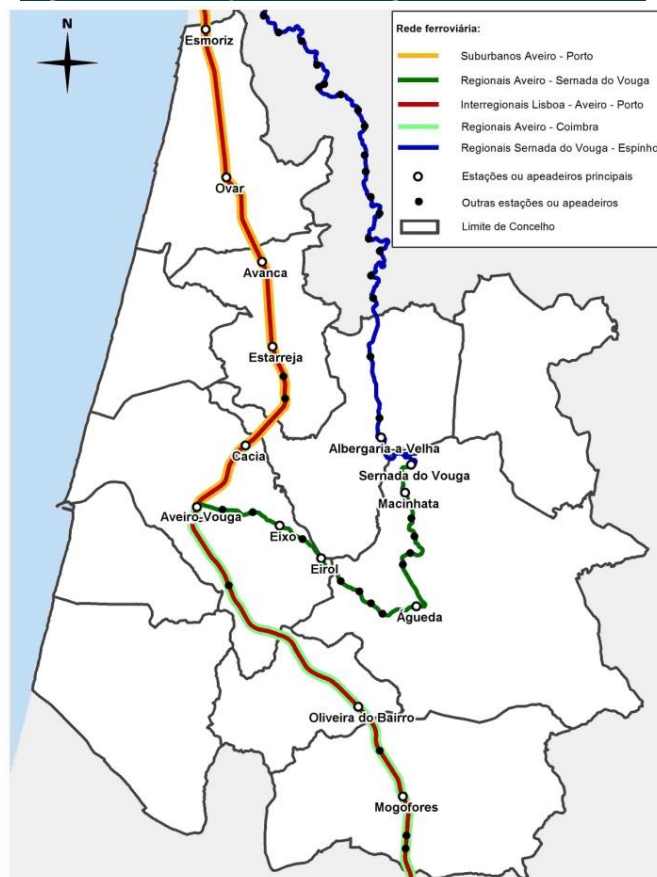 N
Esmoriz
Ovar
Avanca
Estarreja
Cacia
Aveiro-Vouga
Eixo
Eirol
Águeda
Albergaria-a-Velha
Sernada do Vouga
Macinhata
Oliveira do Bairro
Mogofores
Rede ferroviária:
Suburbanos Aveiro - Porto
Regionais Aveiro - Sernada do Vouga
Interregionais Lisboa - Aveiro - Porto
Regionais Aveiro - Coimbra
Regionais Sernada do Vouga - Espinho
Estações ou apeadeiros principais
Outras estações ou apeadeiros
Limite de Concelho